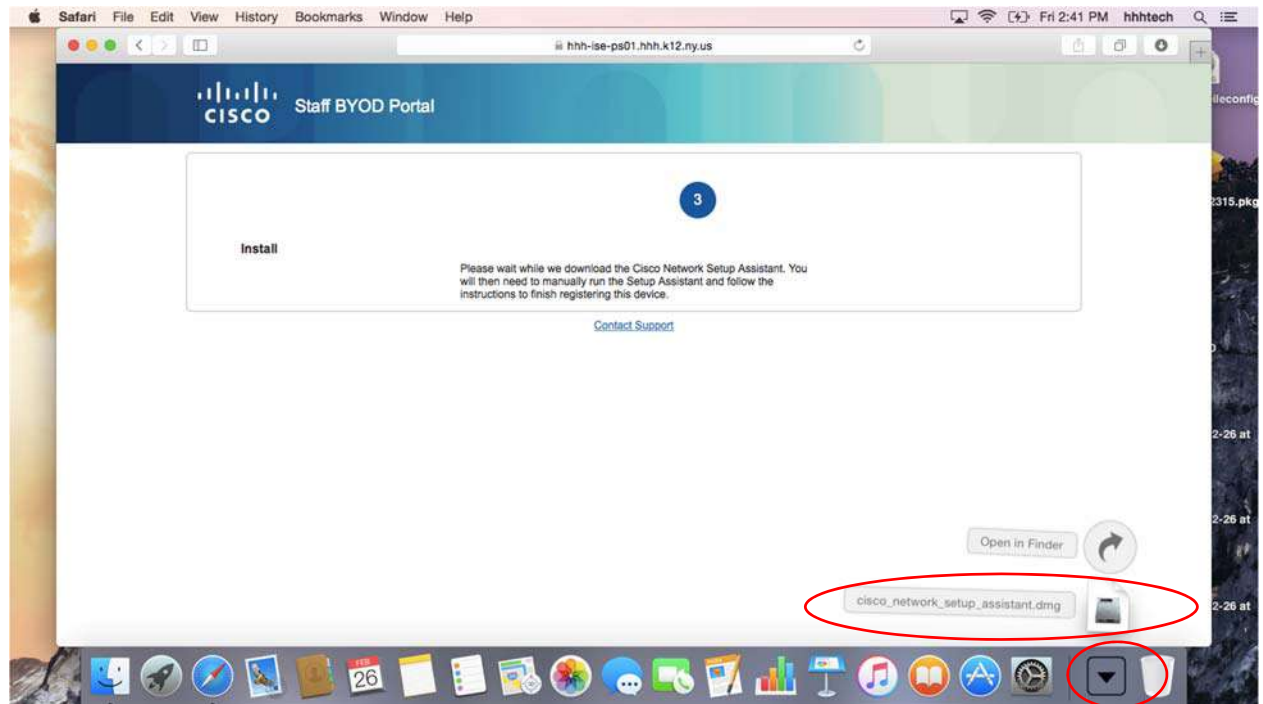 Safari File Edit View History Bookmarks Window Help
Fri 2:41 PM hhhtech
hhh-ise-ps01.hhh.k12.ny.us
CISCO Staff BYOD Portal
ileconfig
2315.pkg
3
Install
Please wait while we download the Cisco Network Setup Assistant. You
will then need to manually run the Setup Assistant and follow the
instructions to finish registering this device.
Contact Support
2-26 at
2-26 at
Open in Finder
cisco_network_setup_assistant.dmg
2-26 at
FEB
26